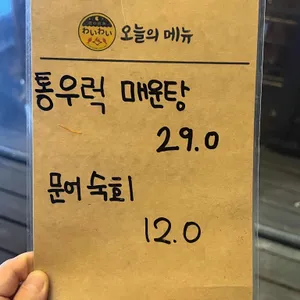 わいわい
오늘의 메뉴
통우럭 매운탕
29.0
문어 숙회
12.0